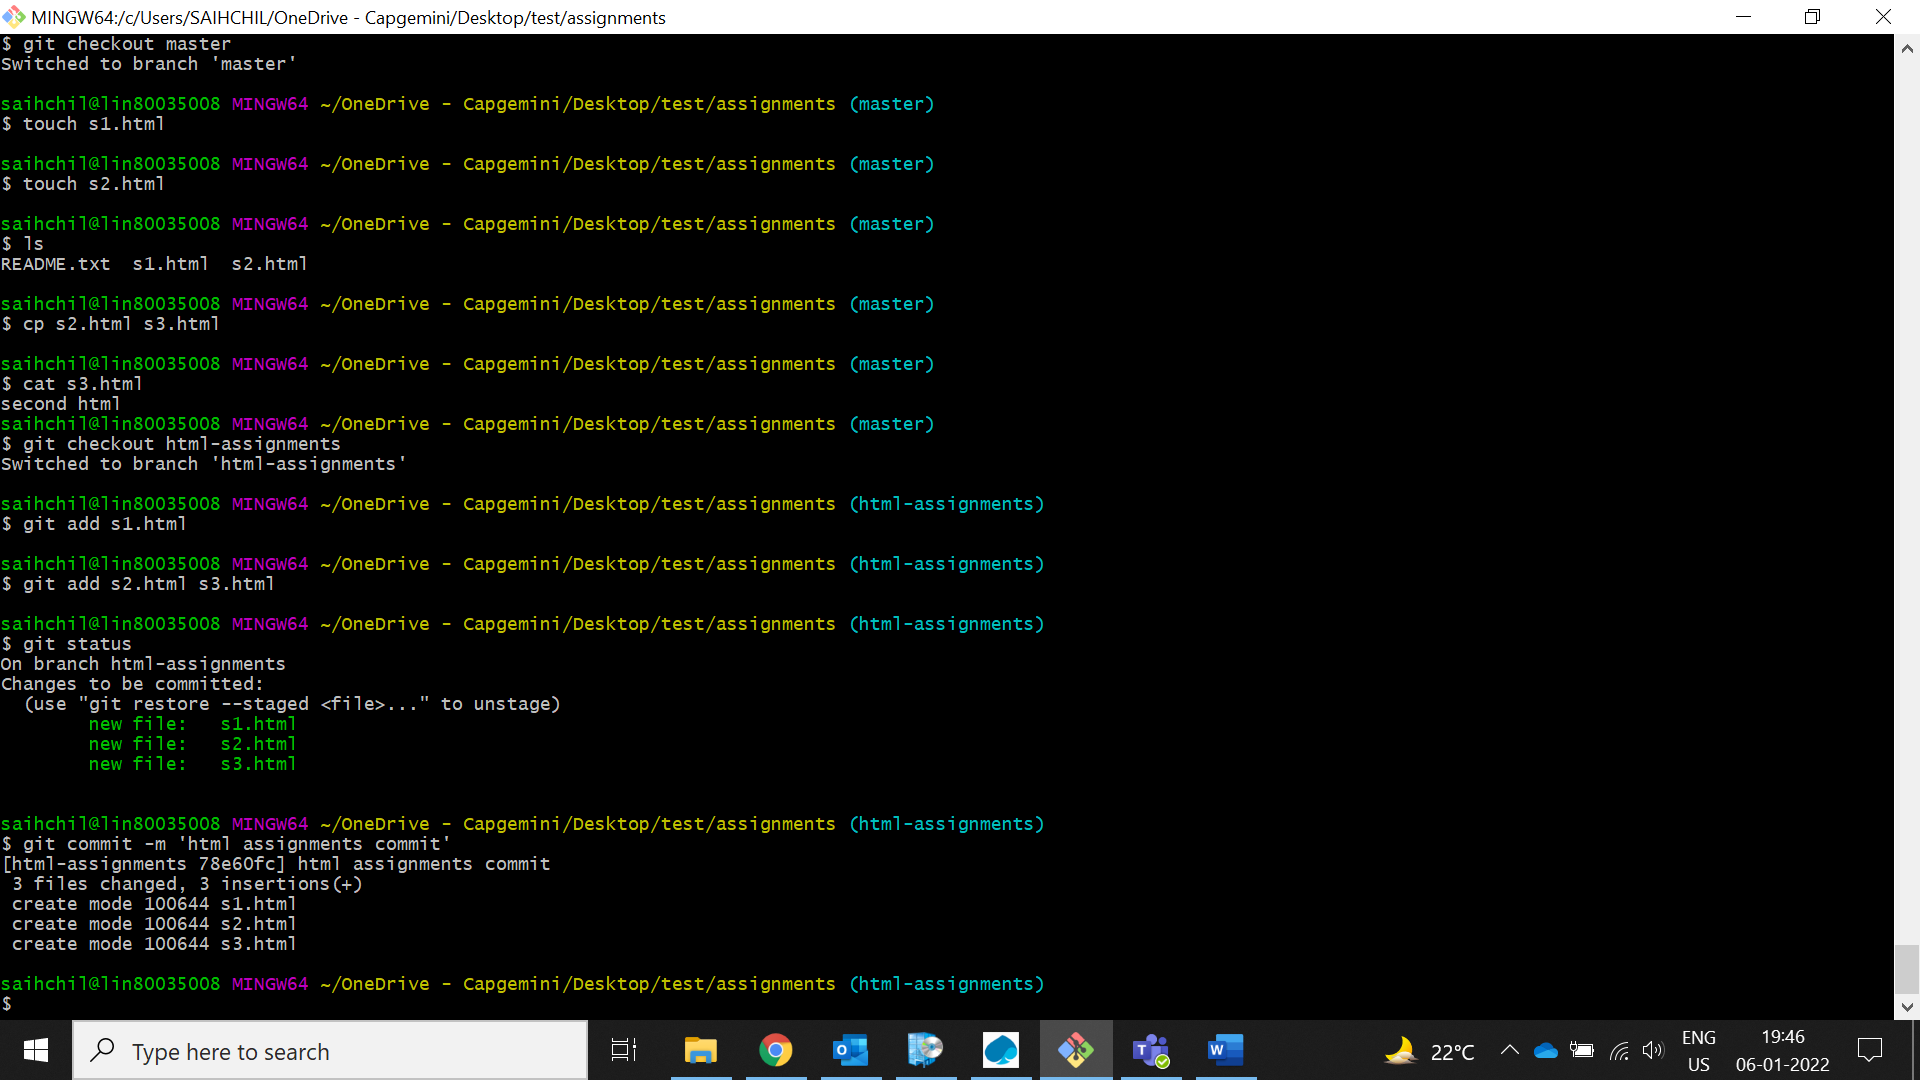 MINGW64:/c/Users/SAIHCHIL/OneDrive - Capgemini/Desktop/test/assignments
$ git checkout master
Switched to branch 'master'
saihchil@lin80035008 MINGW64 ~/OneDrive - Capgemini/Desktop/test/assignments (master)
$ touch s1.html
saihchil@lin80035008 MINGW64 ~/OneDrive - Capgemini/Desktop/test/assignments (master)
$ touch s2.html
saihchil@lin80035008 MINGW64 ~/OneDrive - Capgemini/Desktop/test/assignments (master)
$ ls
README.txt  s1.html  s2.html
saihchil@lin80035008 MINGW64 ~/OneDrive - Capgemini/Desktop/test/assignments (master)
$ cp s2.html s3.html
saihchil@lin80035008 MINGW64 ~/OneDrive - Capgemini/Desktop/test/assignments (master)
$ cat s3.html
second html
saihchil@lin80035008 MINGW64 ~/OneDrive - Capgemini/Desktop/test/assignments (master)
$ git checkout html-assignments
Switched to branch 'html-assignments'
saihchil@lin80035008 MINGW64 ~/OneDrive - Capgemini/Desktop/test/assignments (html-assignments)
$ git add s1.html
saihchil@lin80035008 MINGW64 ~/OneDrive - Capgemini/Desktop/test/assignments (html-assignments)
$ git add s2.html s3.html
saihchil@lin80035008 MINGW64 ~/OneDrive - Capgemini/Desktop/test/assignments (html-assignments)
$ git status
On branch html-assignments
Changes to be committed:
  (use "git restore --staged <file>..." to unstage)
        new file:   s1.html
        new file:   s2.html
        new file:   s3.html
saihchil@lin80035008 MINGW64 ~/OneDrive - Capgemini/Desktop/test/assignments (html-assignments)
$ git commit -m 'html assignments commit'
[html-assignments 78e60fc] html assignments commit
 3 files changed, 3 insertions(+)
 create mode 100644 s1.html
 create mode 100644 s2.html
 create mode 100644 s3.html
saihchil@lin80035008 MINGW64 ~/OneDrive - Capgemini/Desktop/test/assignments (html-assignments)
$
Type here to search
22°C
ENG
US
19:46
06-01-2022